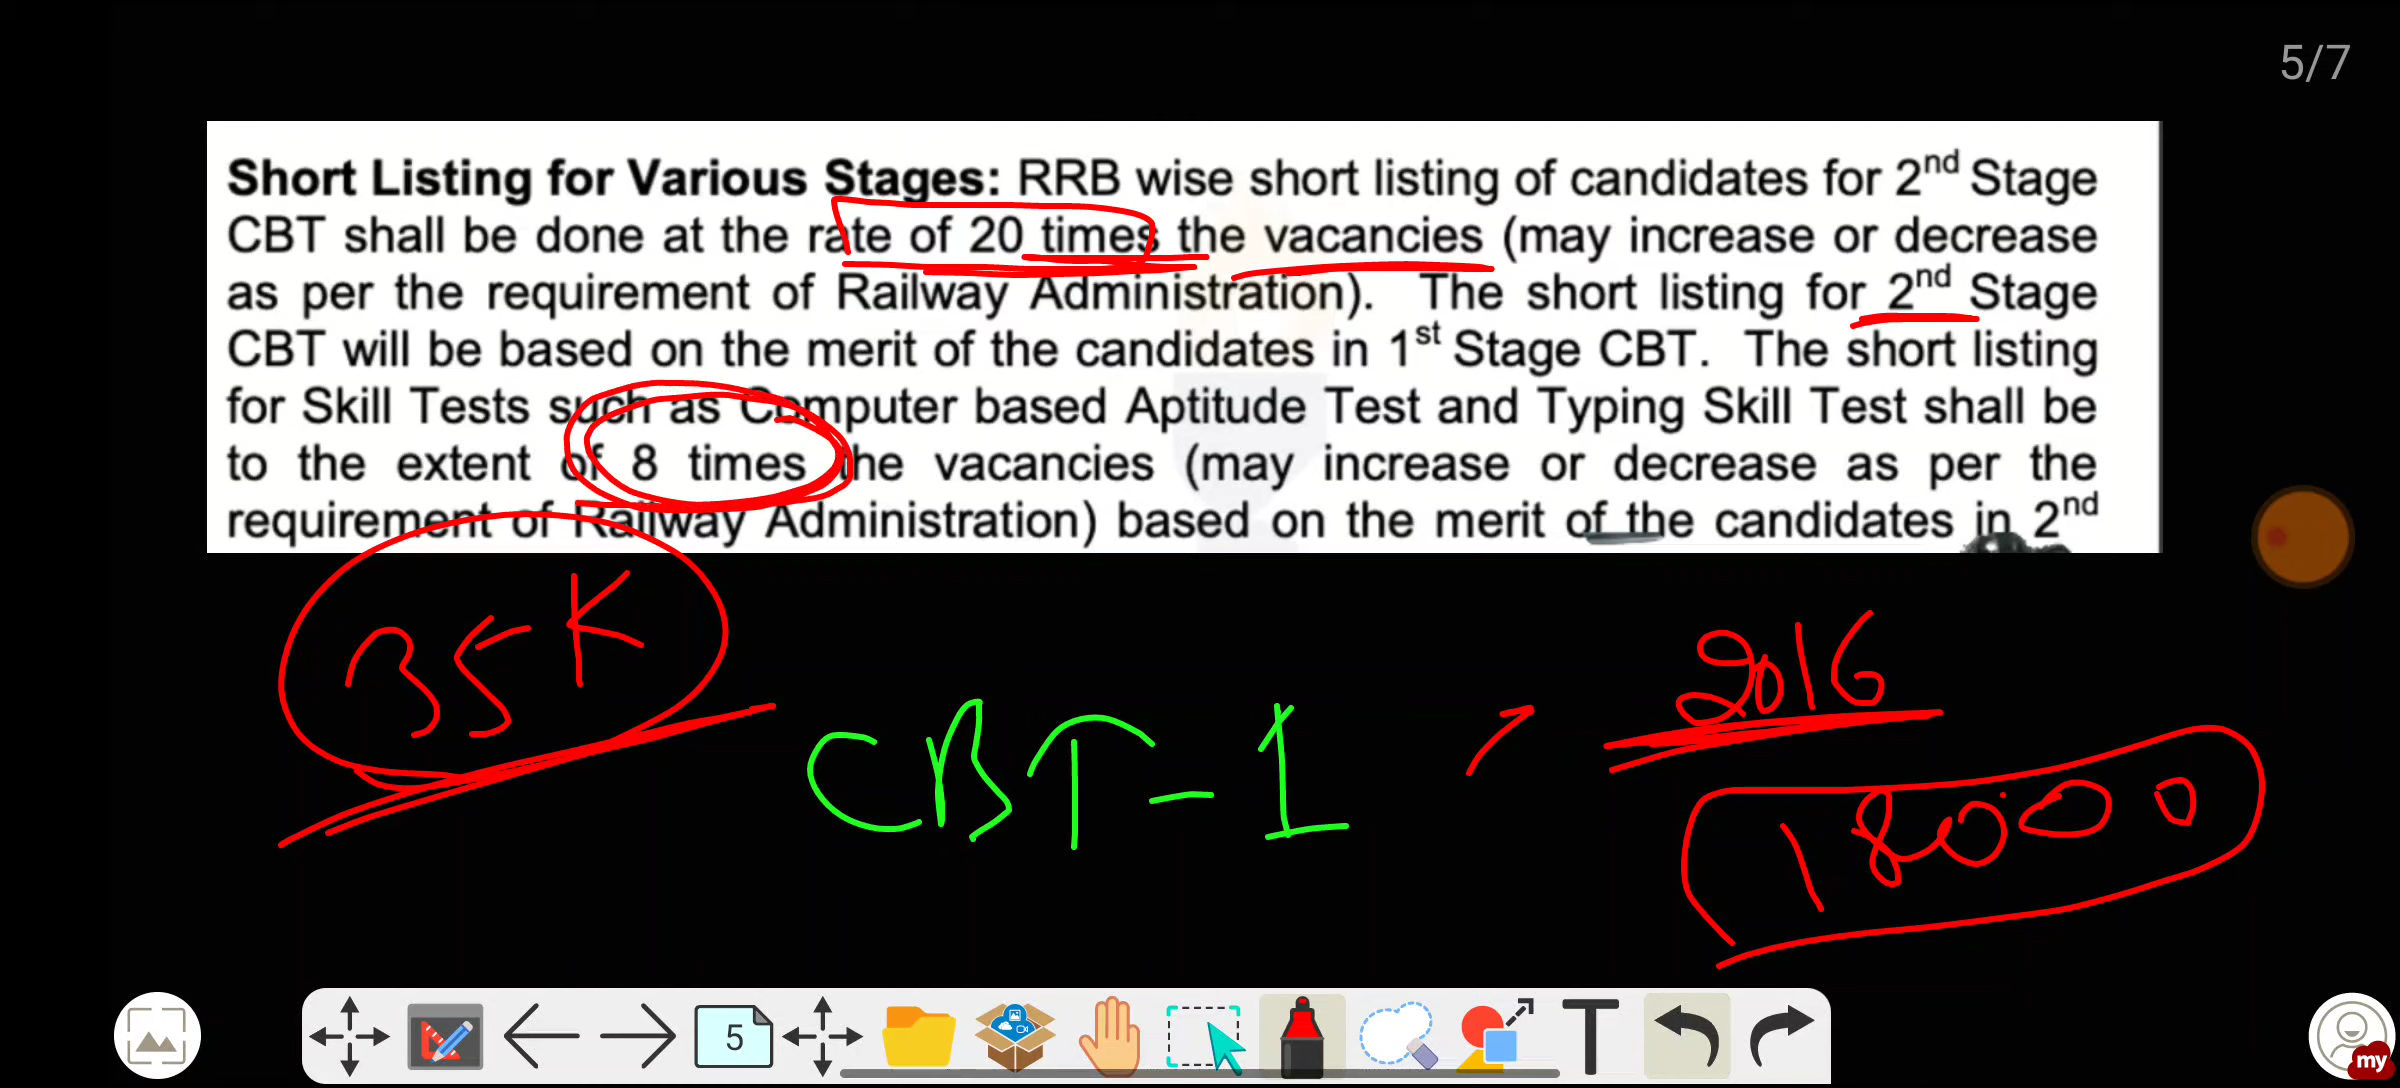 5/7
Short Listing for Various Stages: RRB wise short listing of candidates for 2nd Stage
CBT shall be done at the rate of 20 times the vacancies (may increase or decrease
as per the requirement of Railway Administration). The short listing for 2nd Stage
CBT will be based on the merit of the candidates in 1st Stage CBT. The short listing
for Skill Tests such as Computer based Aptitude Test and Typing Skill Test shall be
to the extent of 8 times the vacancies (may increase or decrease as per the
requirement of Railway Administration) based on the merit of the candidates in 2nd
35K
CBT-1
2016
18000
5
T
my